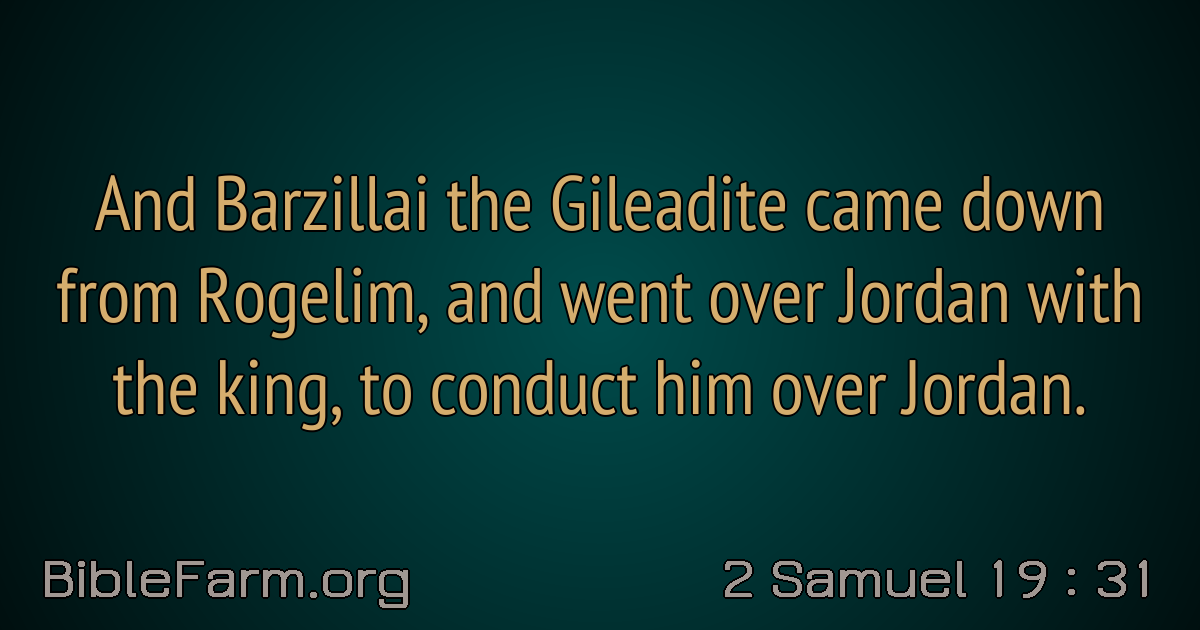 And Barzillai the Gileadite came down
from Rogelim, and went over Jordan with
the king, to conduct him over Jordan.
BibleFarm.org
2 Samuel 19 : 31